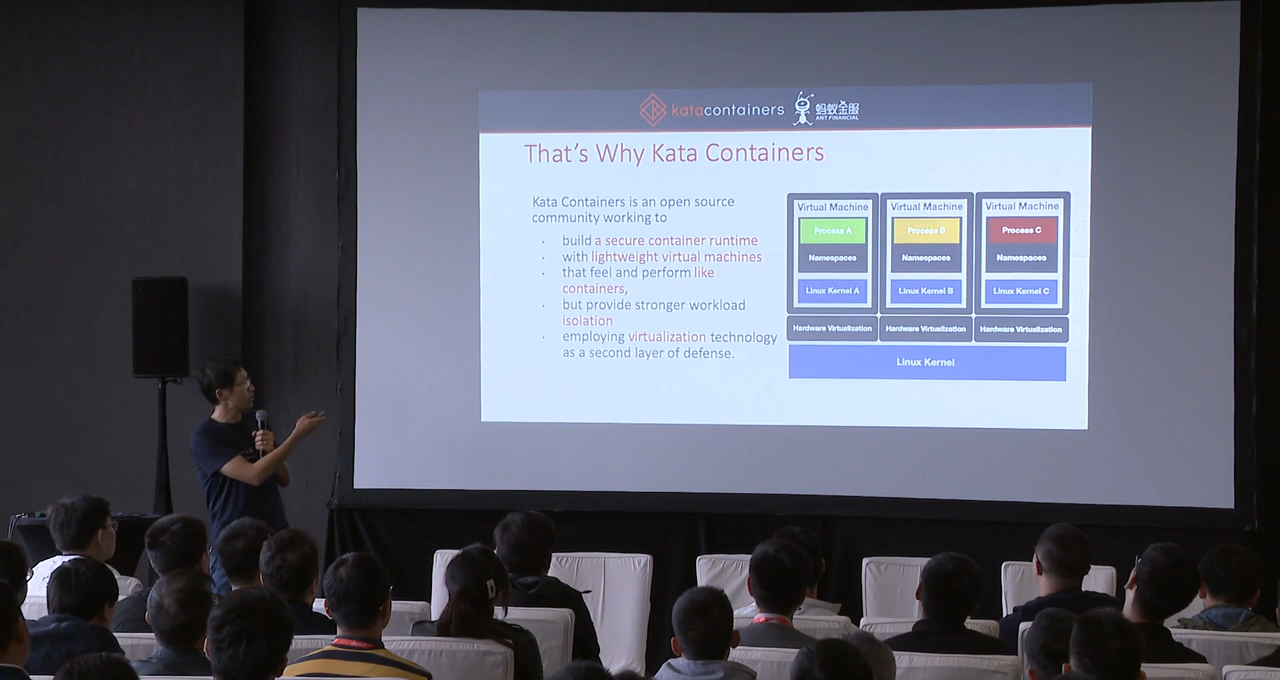 katacontainers
蚂蚁金服
ANT FINANCIAL
That's Why Kata Containers
Kata Containers is an open source
community working to
· build a secure container runtime
· with lightweight virtual machines
· that feel and perform like
containers,
· but provide stronger workload
isolation
· employing virtualization technology
as a second layer of defense.
Virtual Machine
Process A
Namespaces
Linux Kernel A
Hardware Virtualization
Virtual Machine
Process B
Namespaces
Linux Kernel B
Hardware Virtualization
Virtual Machine
Process C
Namespaces
Linux Kernel C
Hardware Virtualization
Linux Kernel